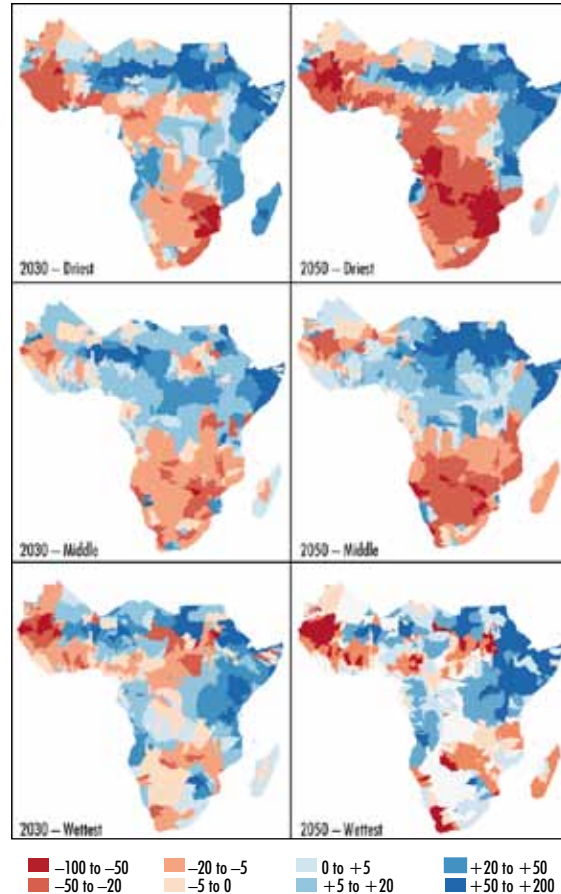 2030 – Driest
2050 – Driest
2030 – Middle
2050 – Middle
2030 – Wettest
2050 – Wettest
–100 to –50
–20 to –5
0 to +5
+20 to +50
–50 to –20
–5 to 0
+5 to +20
+50 to +200